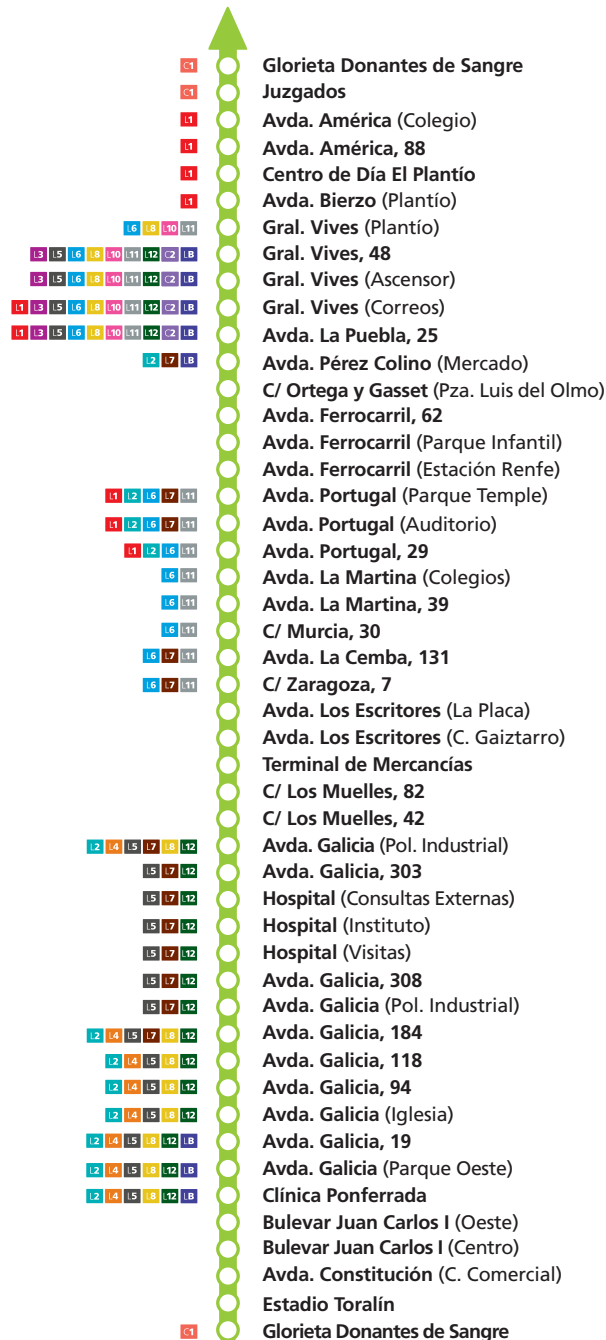 C1 Glorieta Donantes de Sangre
C1 Juzgados
L1 Avda. América (Colegio)
L1 Avda. América, 88
L1 Centro de Día El Plantío
L1 Avda. Bierzo (Plantío)
L6 L8 L10 L11 Gral. Vives (Plantío)
L3 L5 L6 L8 L10 L11 L12 C2 LB Gral. Vives, 48
L3 L5 L6 L8 L10 L11 L12 C2 LB Gral. Vives (Ascensor)
L1 L3 L5 L6 L8 L10 L11 L12 C2 LB Gral. Vives (Correos)
L1 L3 L5 L6 L8 L10 L11 L12 C2 LB Avda. La Puebla, 25
L2 L7 LB Avda. Pérez Colino (Mercado)
C/ Ortega y Gasset (Pza. Luis del Olmo)
Avda. Ferrocarril, 62
Avda. Ferrocarril (Parque Infantil)
Avda. Ferrocarril (Estación Renfe)
L1 L2 L6 L7 L11 Avda. Portugal (Parque Temple)
L1 L2 L6 L7 L11 Avda. Portugal (Auditorio)
L1 L2 L6 L11 Avda. Portugal, 29
L6 L11 Avda. La Martina (Colegios)
L6 L11 Avda. La Martina, 39
L6 L11 C/ Murcia, 30
L6 L7 L11 Avda. La Cemba, 131
L6 L7 L11 C/ Zaragoza, 7
Avda. Los Escritores (La Placa)
Avda. Los Escritores (C. Gaiztarro)
Terminal de Mercancías
C/ Los Muelles, 82
C/ Los Muelles, 42
L2 L4 L5 L7 L8 L12 Avda. Galicia (Pol. Industrial)
L5 L7 L12 Avda. Galicia, 303
L5 L7 L12 Hospital (Consultas Externas)
L5 L7 L12 Hospital (Instituto)
L5 L7 L12 Hospital (Visitas)
L5 L7 L12 Avda. Galicia, 308
L5 L7 L12 Avda. Galicia (Pol. Industrial)
L2 L4 L5 L7 L8 L12 Avda. Galicia, 184
L2 L4 L5 L8 L12 Avda. Galicia, 118
L2 L4 L5 L8 L12 Avda. Galicia, 94
L2 L4 L5 L8 L12 Avda. Galicia (Iglesia)
L2 L4 L5 L8 L12 LB Avda. Galicia, 19
L2 L4 L5 L8 L12 LB Avda. Galicia (Parque Oeste)
L2 L4 L5 L8 L12 LB Clínica Ponferrada
Bulevar Juan Carlos I (Oeste)
Bulevar Juan Carlos I (Centro)
Avda. Constitución (C. Comercial)
Estadio Toralín
C1 Glorieta Donantes de Sangre